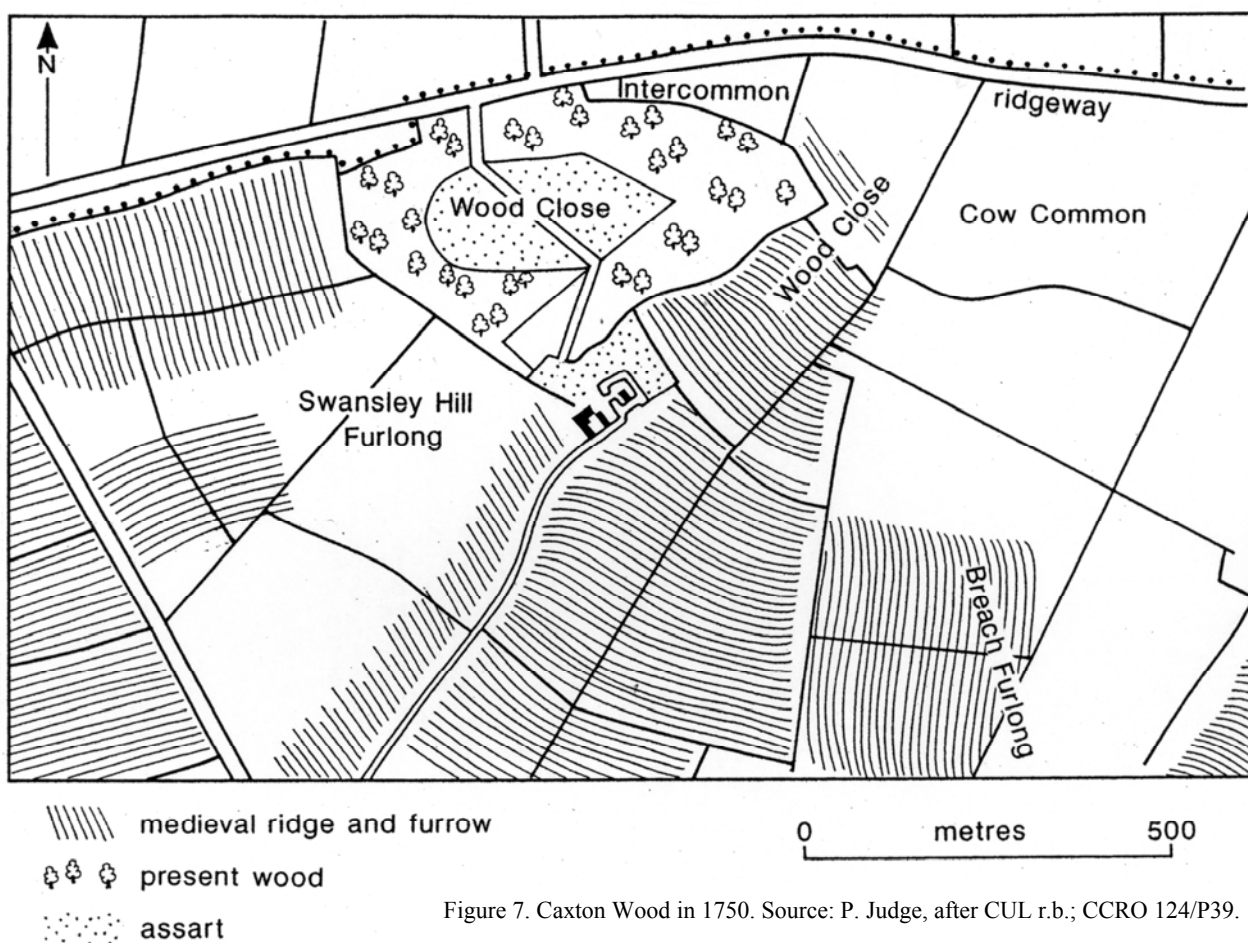 N
Intercommon
ridgeway
Wood Close
Wood Close
Cow Common
Swansley Hill
Furlong
Breach Furlong
medieval ridge and furrow
0 metres 500
present wood
assart
Figure 7. Caxton Wood in 1750. Source: P. Judge, after CUL r.b.; CCRO 124/P39.